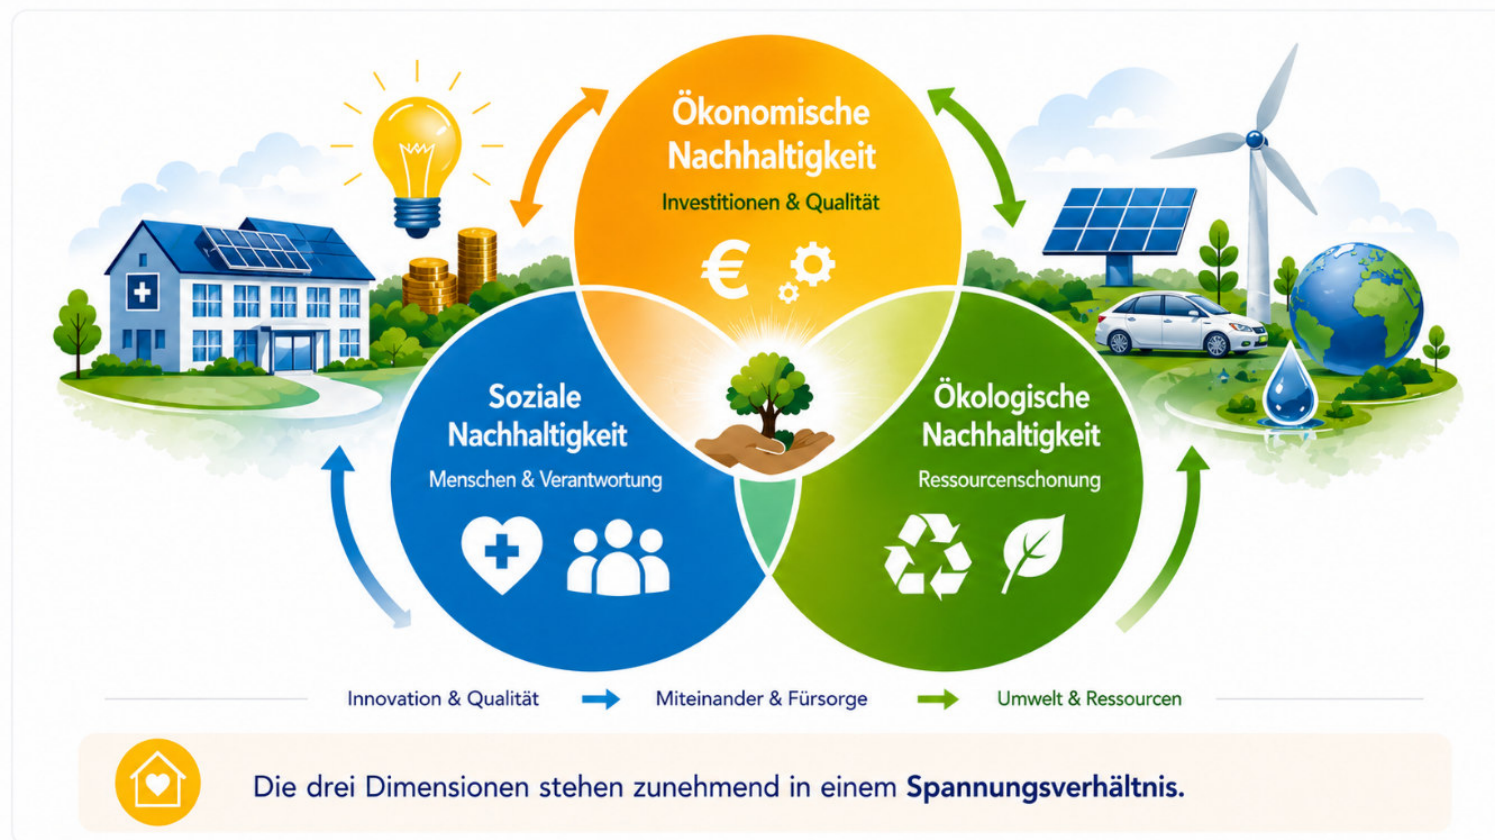 Ökonomische
Nachhaltigkeit
Investitionen & Qualität
€
Soziale
Nachhaltigkeit
Menschen & Verantwortung
Ökologische
Nachhaltigkeit
Ressourcenschonung
Innovation & Qualität
Miteinander & Fürsorge
Umwelt & Ressourcen
Die drei Dimensionen stehen zunehmend in einem Spannungsverhältnis.